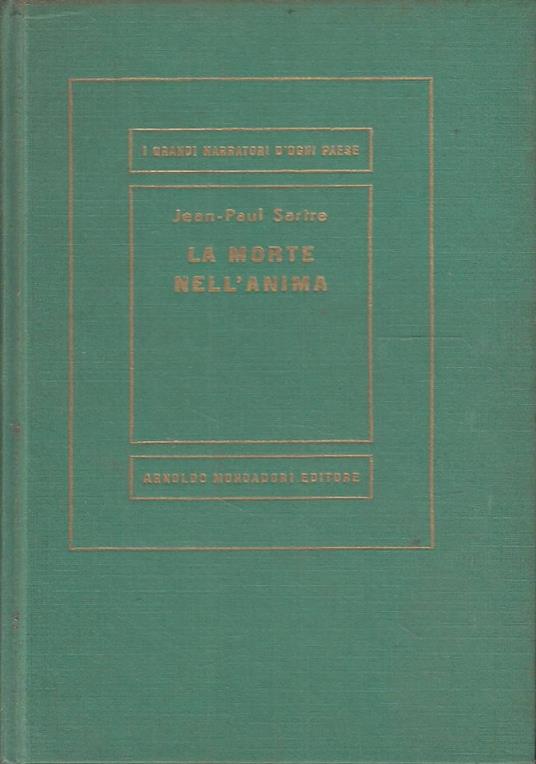 I GRANDI NARRATORI D'OGNI PAESE
Jean-Paul Sartre
LA MORTE
NELL'ANIMA
ARNOLDO MONDADORI EDITORE